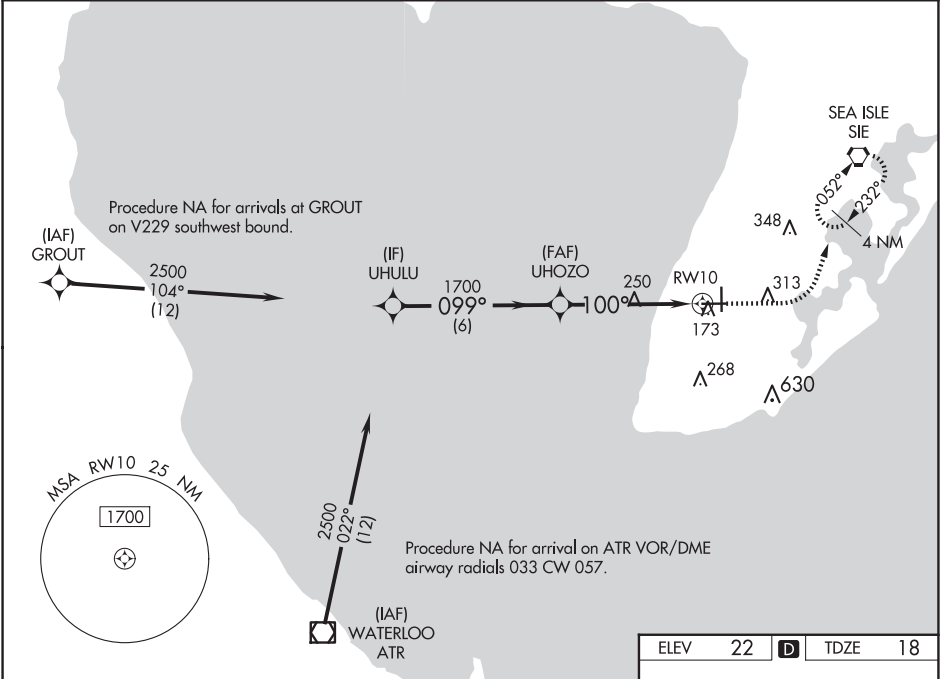 SEA ISLE
SIE
052°
232°
4 NM
Procedure NA for arrivals at GROUT
on V229 southwest bound.
(IAF)
GROUT
2500
104°
(12)
(IF)
UHULU
1700
099°
(6)
(FAF)
UHOZO
100°
250
RW10
173
348
313
268
630
MSA RW10 25 NM
1700
2500
022°
(12)
Procedure NA for arrival on ATR VOR/DME
airway radials 033 CW 057.
(IAF)
WATERLOO
ATR
ELEV 22 D TDZE 18